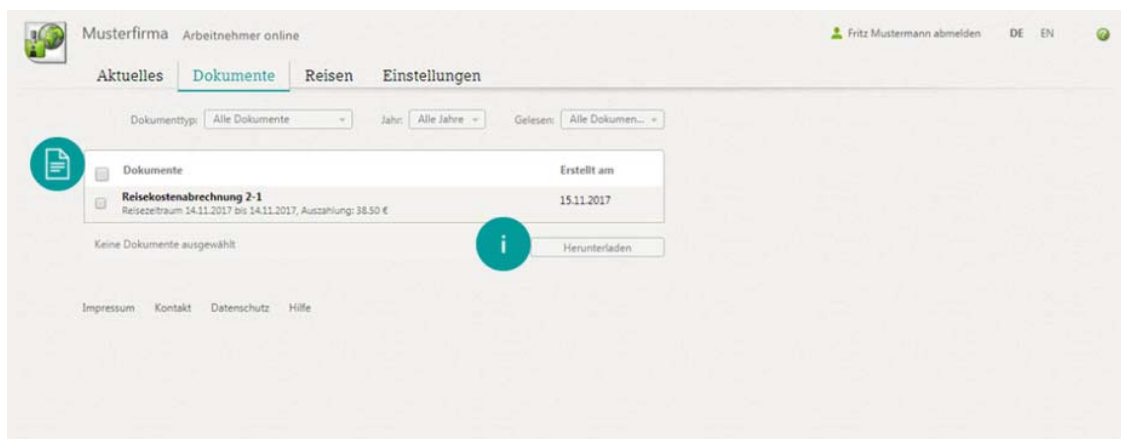 Musterfirma Arbeitnehmer online Fritz Mustermann abmelden DE EN ?
Aktuelles Dokumente Reisen Einstellungen
Dokumenttyp: Alle Dokumente Jahr: Alle Jahre Gelesen: Alle Dokumen...
Dokumente Erstellt am
Reisekostenabrechnung 2-1 15.11.2017
Reisezeitraum 14.11.2017 bis 14.11.2017, Auszahlung: 38.50 €
Keine Dokumente ausgewählt i Herunterladen
Impressum Kontakt Datenschutz Hilfe